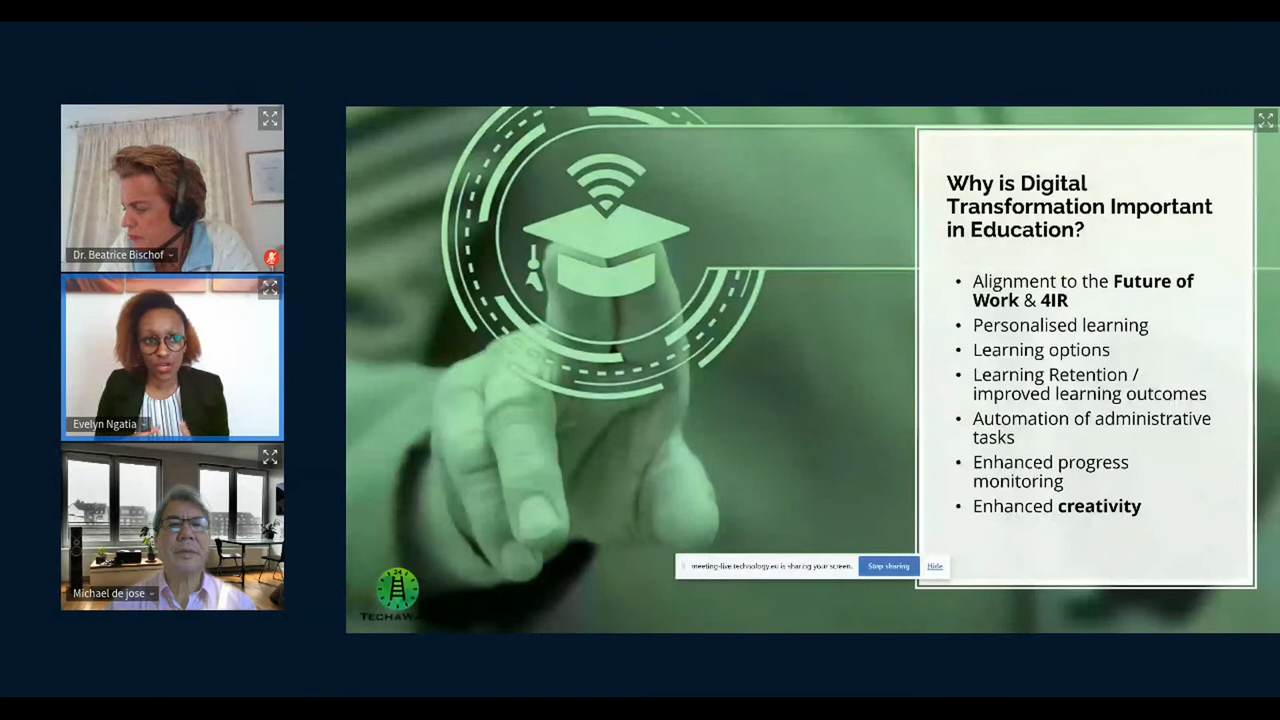 Dr. Beatrice Bischof
Evelyn Ngatia
Michael de jose
Why is Digital
Transformation Important
in Education?
• Alignment to the Future of
Work & 4IR
• Personalised learning
• Learning options
• Learning Retention /
improved learning outcomes
• Automation of administrative
tasks
• Enhanced progress
monitoring
• Enhanced creativity
meeting-live.technology.eu is sharing your screen.
Stop sharing
Hide
24